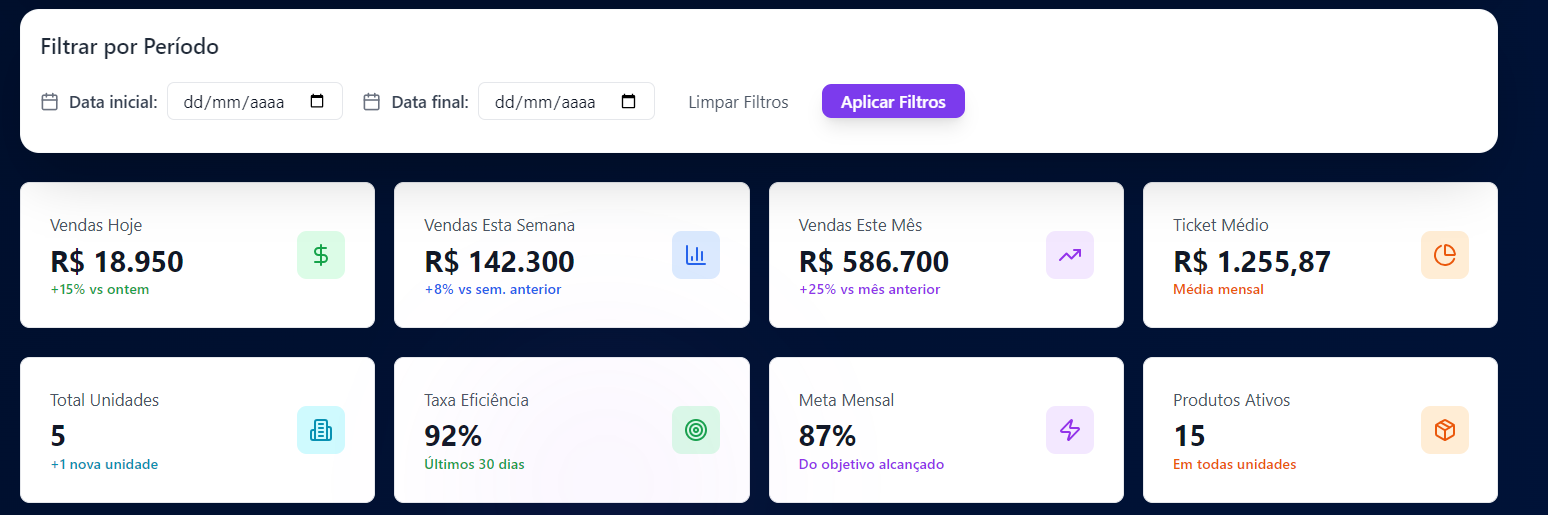 Filtrar por Período
Data inicial: dd/mm/aaaa Data final: dd/mm/aaaa Limpar Filtros Aplicar Filtros
Vendas Hoje
R$ 18.950
+15% vs ontem
Vendas Esta Semana
R$ 142.300
+8% vs sem. anterior
Vendas Este Mês
R$ 586.700
+25% vs mês anterior
Ticket Médio
R$ 1.255,87
Média mensal
Total Unidades
5
+1 nova unidade
Taxa Eficiência
92%
Últimos 30 dias
Meta Mensal
87%
Do objetivo alcançado
Produtos Ativos
15
Em todas unidades